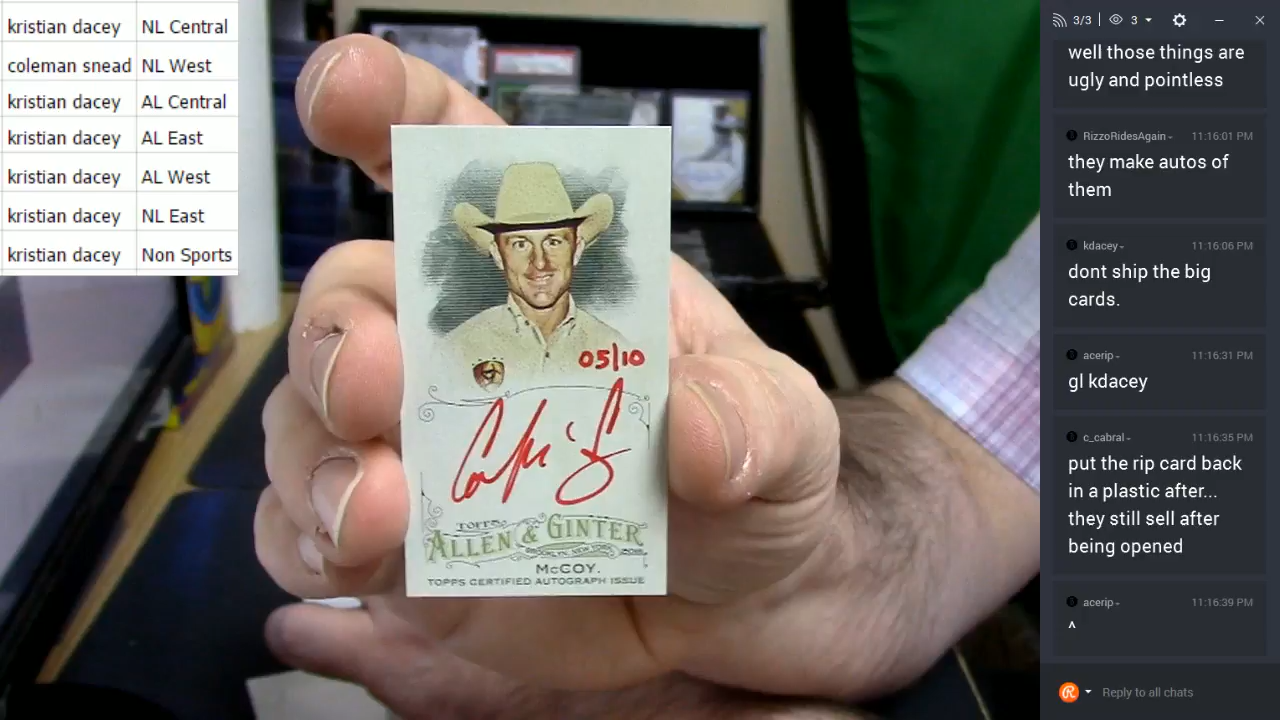 kristian dacey NL Central
coleman snead NL West
kristian dacey AL Central
kristian dacey AL East
kristian dacey AL West
kristian dacey NL East
kristian dacey Non Sports
05/10
TOPPS
ALLEN & GINTER
BROOKLYN, NEW YORK
McCOY.
TOPPS CERTIFIED AUTOGRAPH ISSUE
3/3 3
well those things are
ugly and pointless
RizzoRidesAgain 11:16:01 PM
they make autos of
them
kdacey 11:16:06 PM
dont ship the big
cards.
acerip 11:16:31 PM
gl kdacey
c_cabral 11:16:35 PM
put the rip card back
in a plastic after...
they still sell after
being opened
acerip 11:16:39 PM
^
Reply to all chats